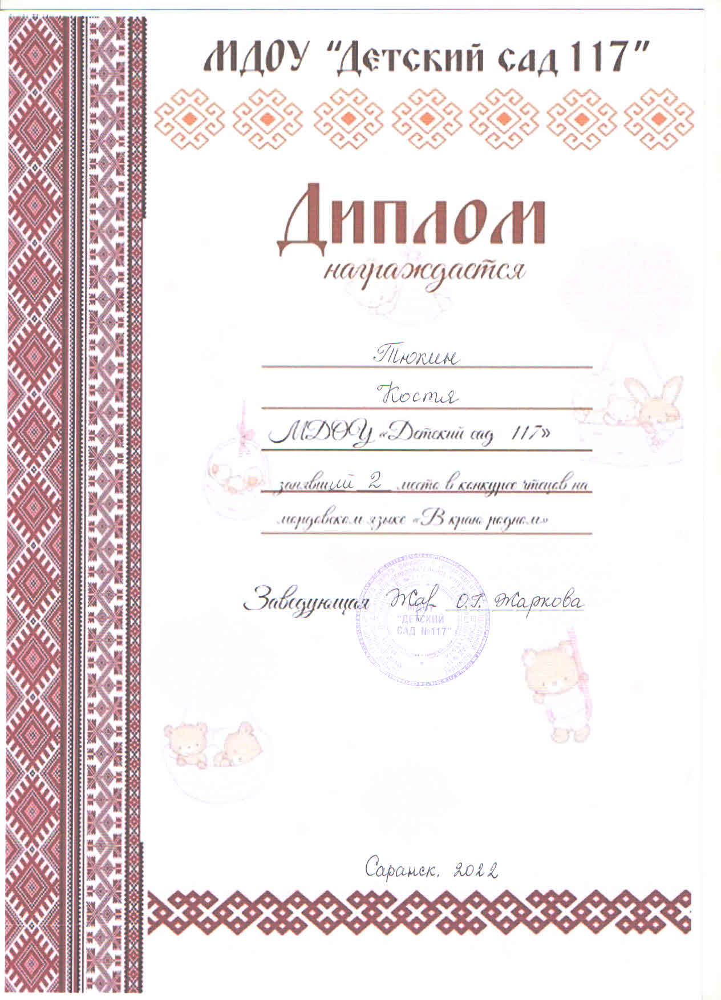 МДОУ “Детский сад 117”
Диплом
награждается
Тюкин
Костя
МДОУ «Детский сад 117»
занявший 2 место в конкурсе чтецов на
мордовском языке «В краю родном»
Заведующая Жар О.Г. Жаркова
МДОУ
"ДЕТСКИЙ
САД №117"
Саранск, 2022